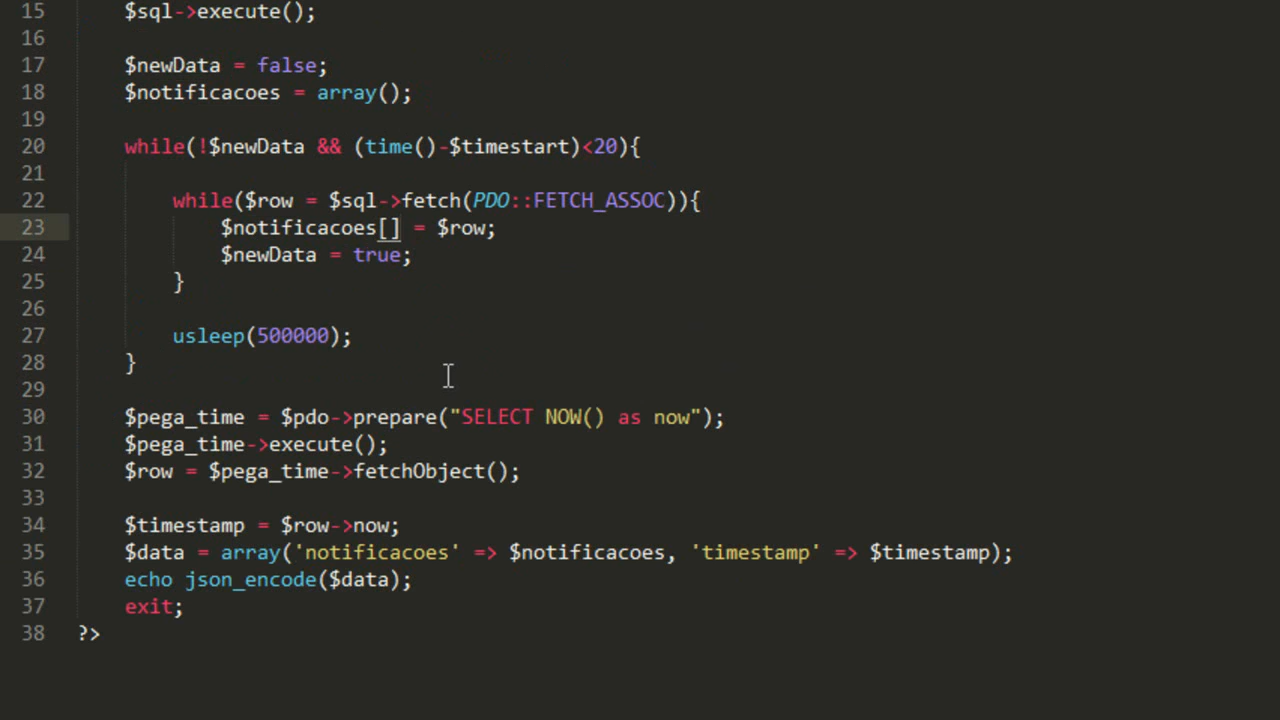 15 $sql->execute();
16
17 $newData = false;
18 $notificacoes = array();
19
20 while(!$newData && (time()-$timestart)<20){
21
22 while($row = $sql->fetch(PDO::FETCH_ASSOC)){
23 $notificacoes[] = $row;
24 $newData = true;
25 }
26
27 usleep(500000);
28 }
29
30 $pega_time = $pdo->prepare("SELECT NOW() as now");
31 $pega_time->execute();
32 $row = $pega_time->fetchObject();
33
34 $timestamp = $row->now;
35 $data = array('notificacoes' => $notificacoes, 'timestamp' => $timestamp);
36 echo json_encode($data);
37 exit;
38 ?>